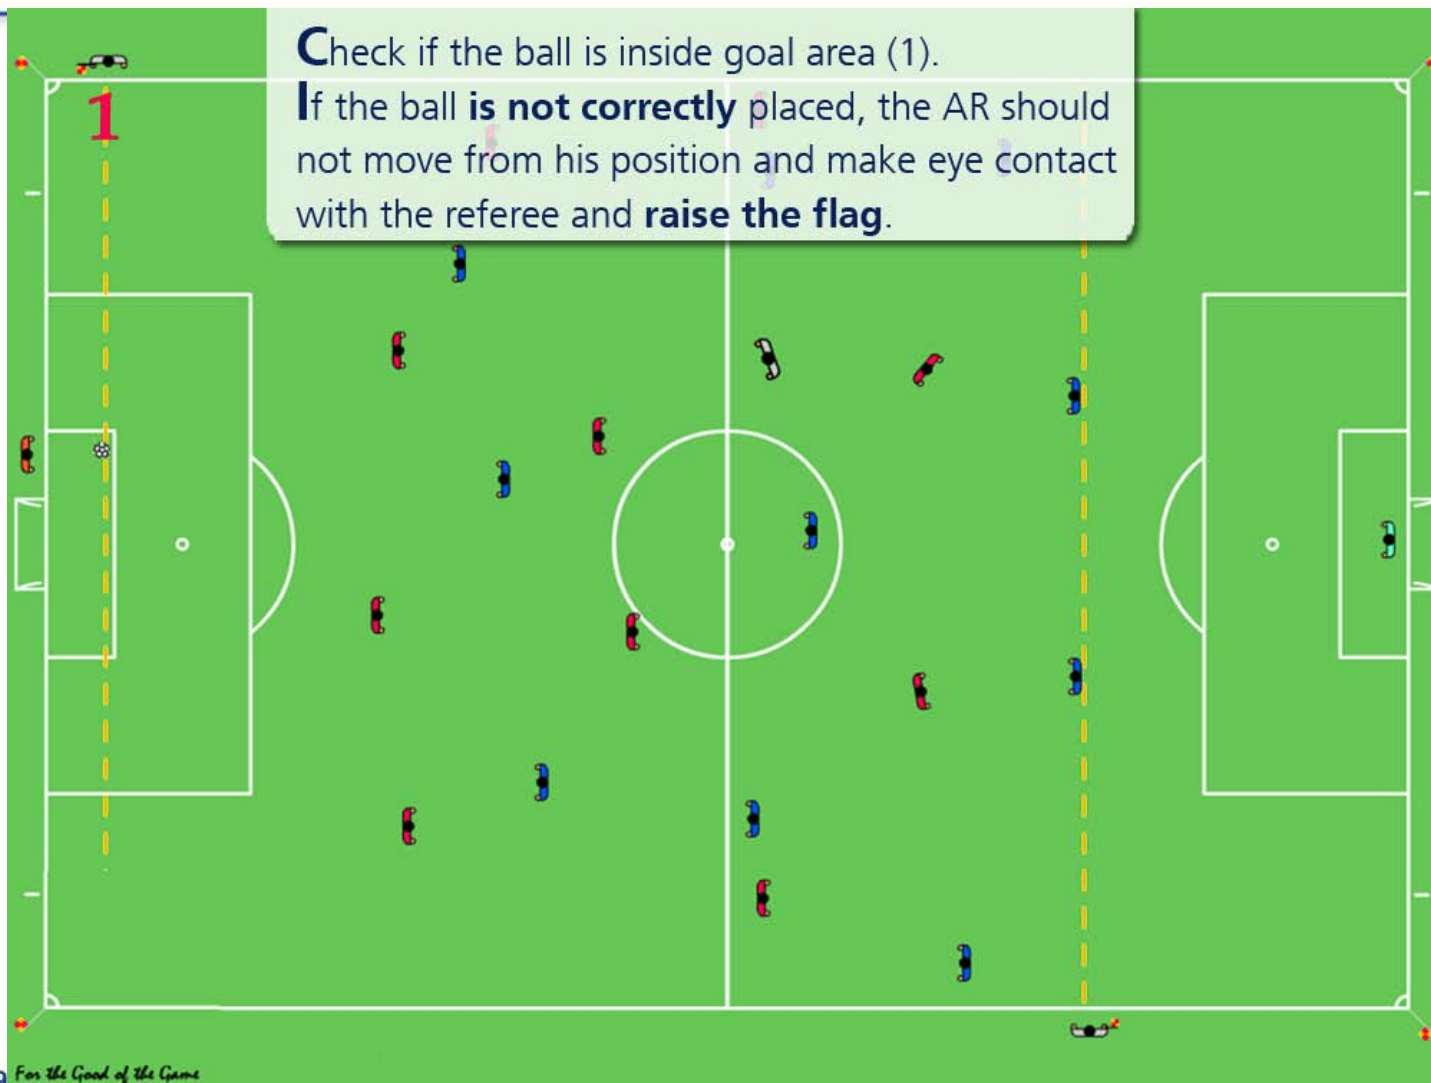 Check if the ball is inside goal area (1).
If the ball is not correctly placed, the AR should
not move from his position and make eye contact
with the referee and raise the flag.
1
For the Good of the Game